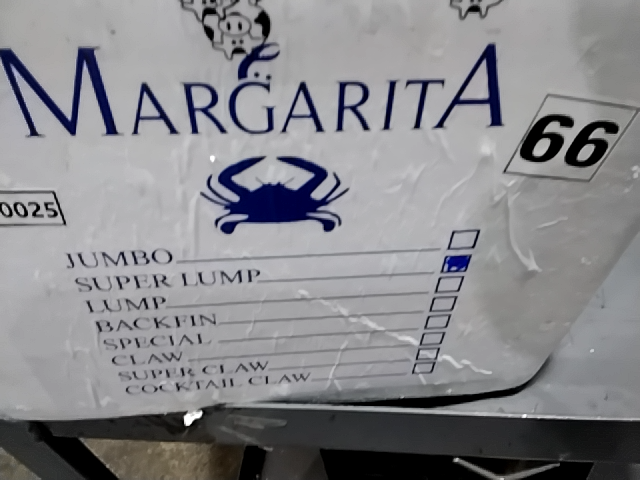 MARGARITA
66
0025
JUMBO
SUPER LUMP
LUMP
BACKFIN
SPECIAL
CLAW
SUPER CLAW
COCKTAIL CLAW